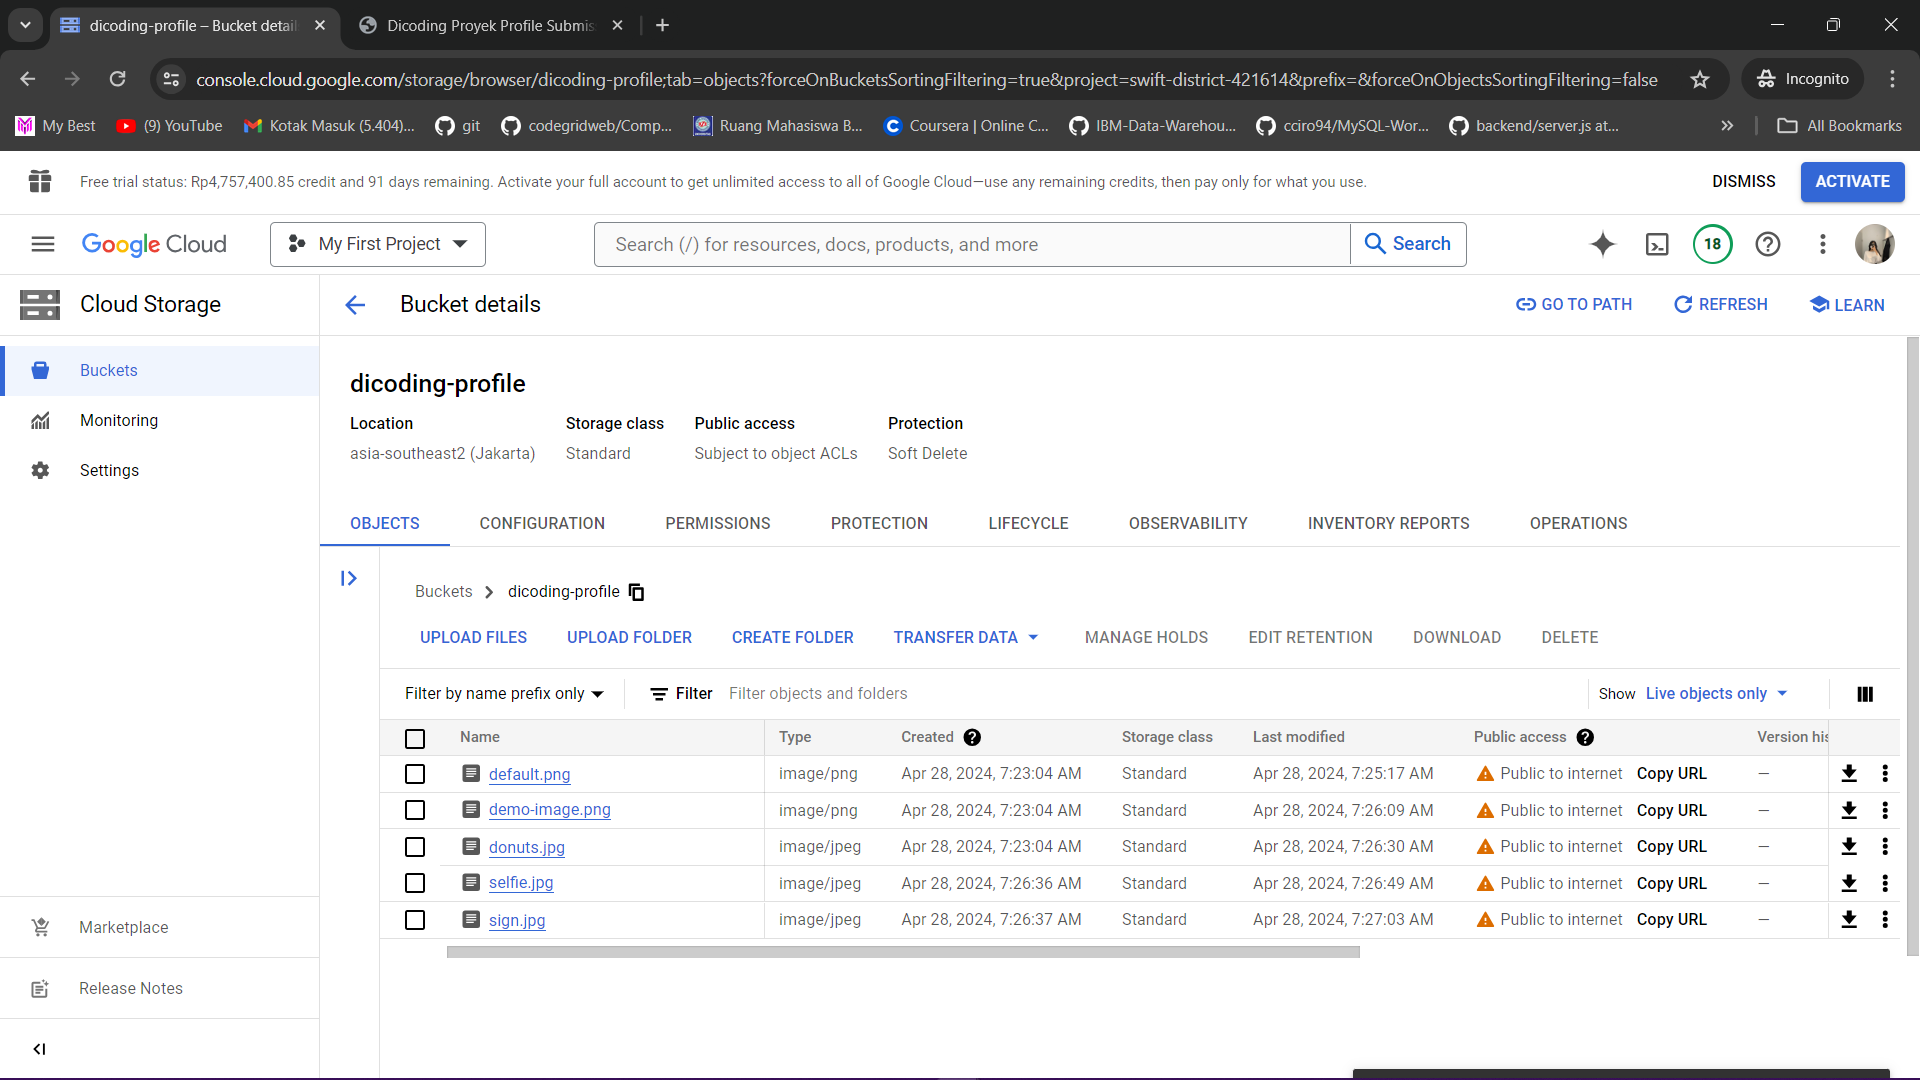 dicoding-profile – Bucket detail
Dicoding Proyek Profile Submis
console.cloud.google.com/storage/browser/dicoding-profile;tab=objects?forceOnBucketsSortingFiltering=true&project=swift-district-421614&prefix=&forceOnObjectsSortingFiltering=false
Incognito
My Best
(9) YouTube
Kotak Masuk (5.404)...
git
codegridweb/Comp...
Ruang Mahasiswa B...
Coursera | Online C...
IBM-Data-Warehou...
cciro94/MySQL-Wor...
backend/server.js at...
All Bookmarks
Free trial status: Rp4,757,400.85 credit and 91 days remaining. Activate your full account to get unlimited access to all of Google Cloud—use any remaining credits, then pay only for what you use.
DISMISS
ACTIVATE
Google Cloud
My First Project
Search (/) for resources, docs, products, and more
Search
18
Cloud Storage
Bucket details
GO TO PATH
REFRESH
LEARN
Buckets
Monitoring
Settings
Marketplace
Release Notes
dicoding-profile
Location Storage class Public access Protection
asia-southeast2 (Jakarta) Standard Subject to object ACLs Soft Delete
OBJECTS CONFIGURATION PERMISSIONS PROTECTION LIFECYCLE OBSERVABILITY INVENTORY REPORTS OPERATIONS
Buckets dicoding-profile
UPLOAD FILES UPLOAD FOLDER CREATE FOLDER TRANSFER DATA MANAGE HOLDS EDIT RETENTION DOWNLOAD DELETE
Filter by name prefix only Filter Filter objects and folders Show Live objects only
Name Type Created Storage class Last modified Public access Version his
default.png image/png Apr 28, 2024, 7:23:04 AM Standard Apr 28, 2024, 7:25:17 AM Public to internet Copy URL —
demo-image.png image/png Apr 28, 2024, 7:23:04 AM Standard Apr 28, 2024, 7:26:09 AM Public to internet Copy URL —
donuts.jpg image/jpeg Apr 28, 2024, 7:23:04 AM Standard Apr 28, 2024, 7:26:30 AM Public to internet Copy URL —
selfie.jpg image/jpeg Apr 28, 2024, 7:26:36 AM Standard Apr 28, 2024, 7:26:49 AM Public to internet Copy URL —
sign.jpg image/jpeg Apr 28, 2024, 7:26:37 AM Standard Apr 28, 2024, 7:27:03 AM Public to internet Copy URL —